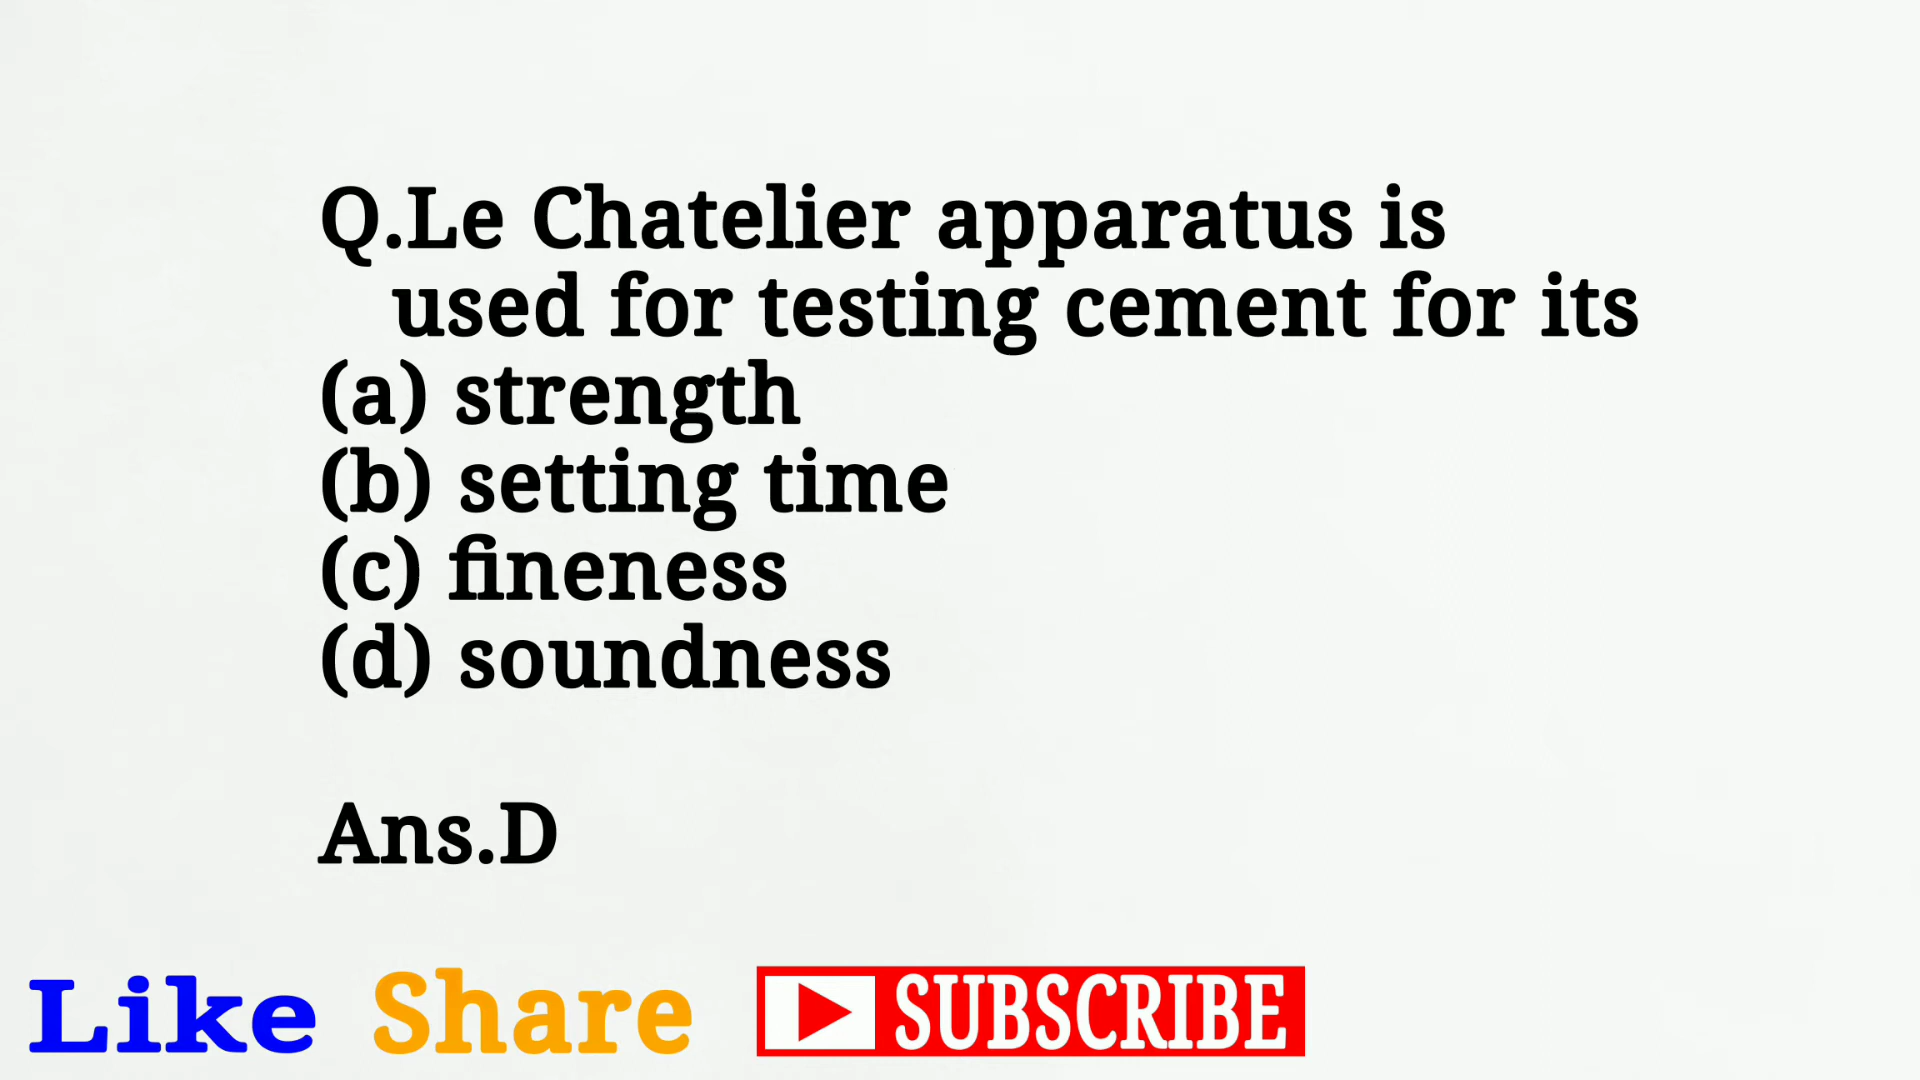 Q.Le Chatelier apparatus is
used for testing cement for its
(a) strength
(b) setting time
(c) fineness
(d) soundness
Ans.D
Like Share SUBSCRIBE